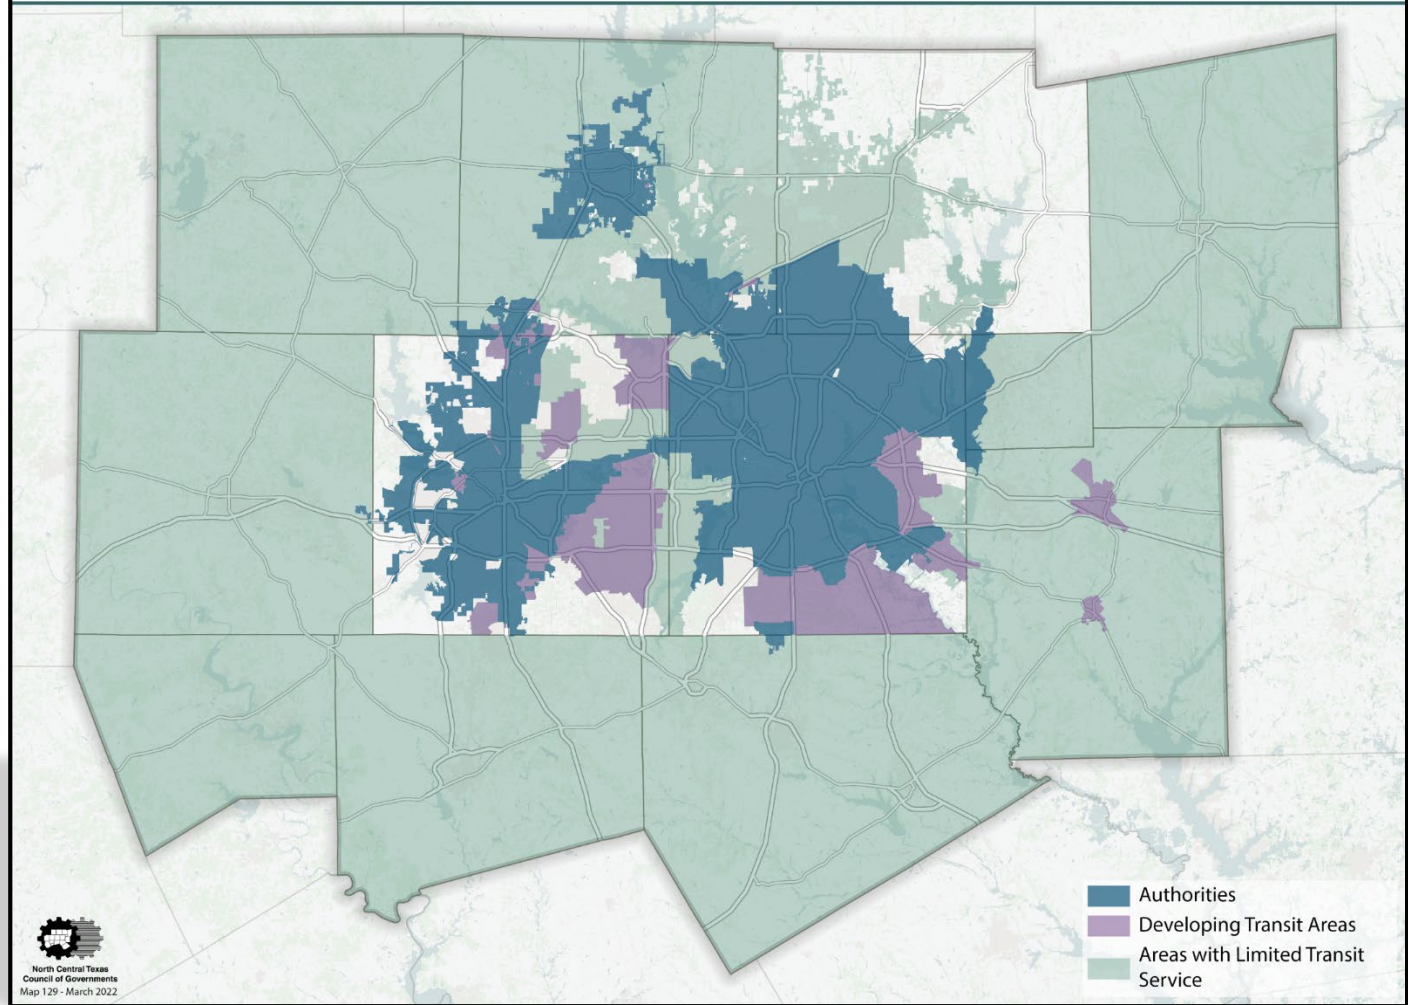 Authorities
Developing Transit Areas
Areas with Limited Transit
Service
North Central Texas
Council of Governments
Map 129 - March 2022